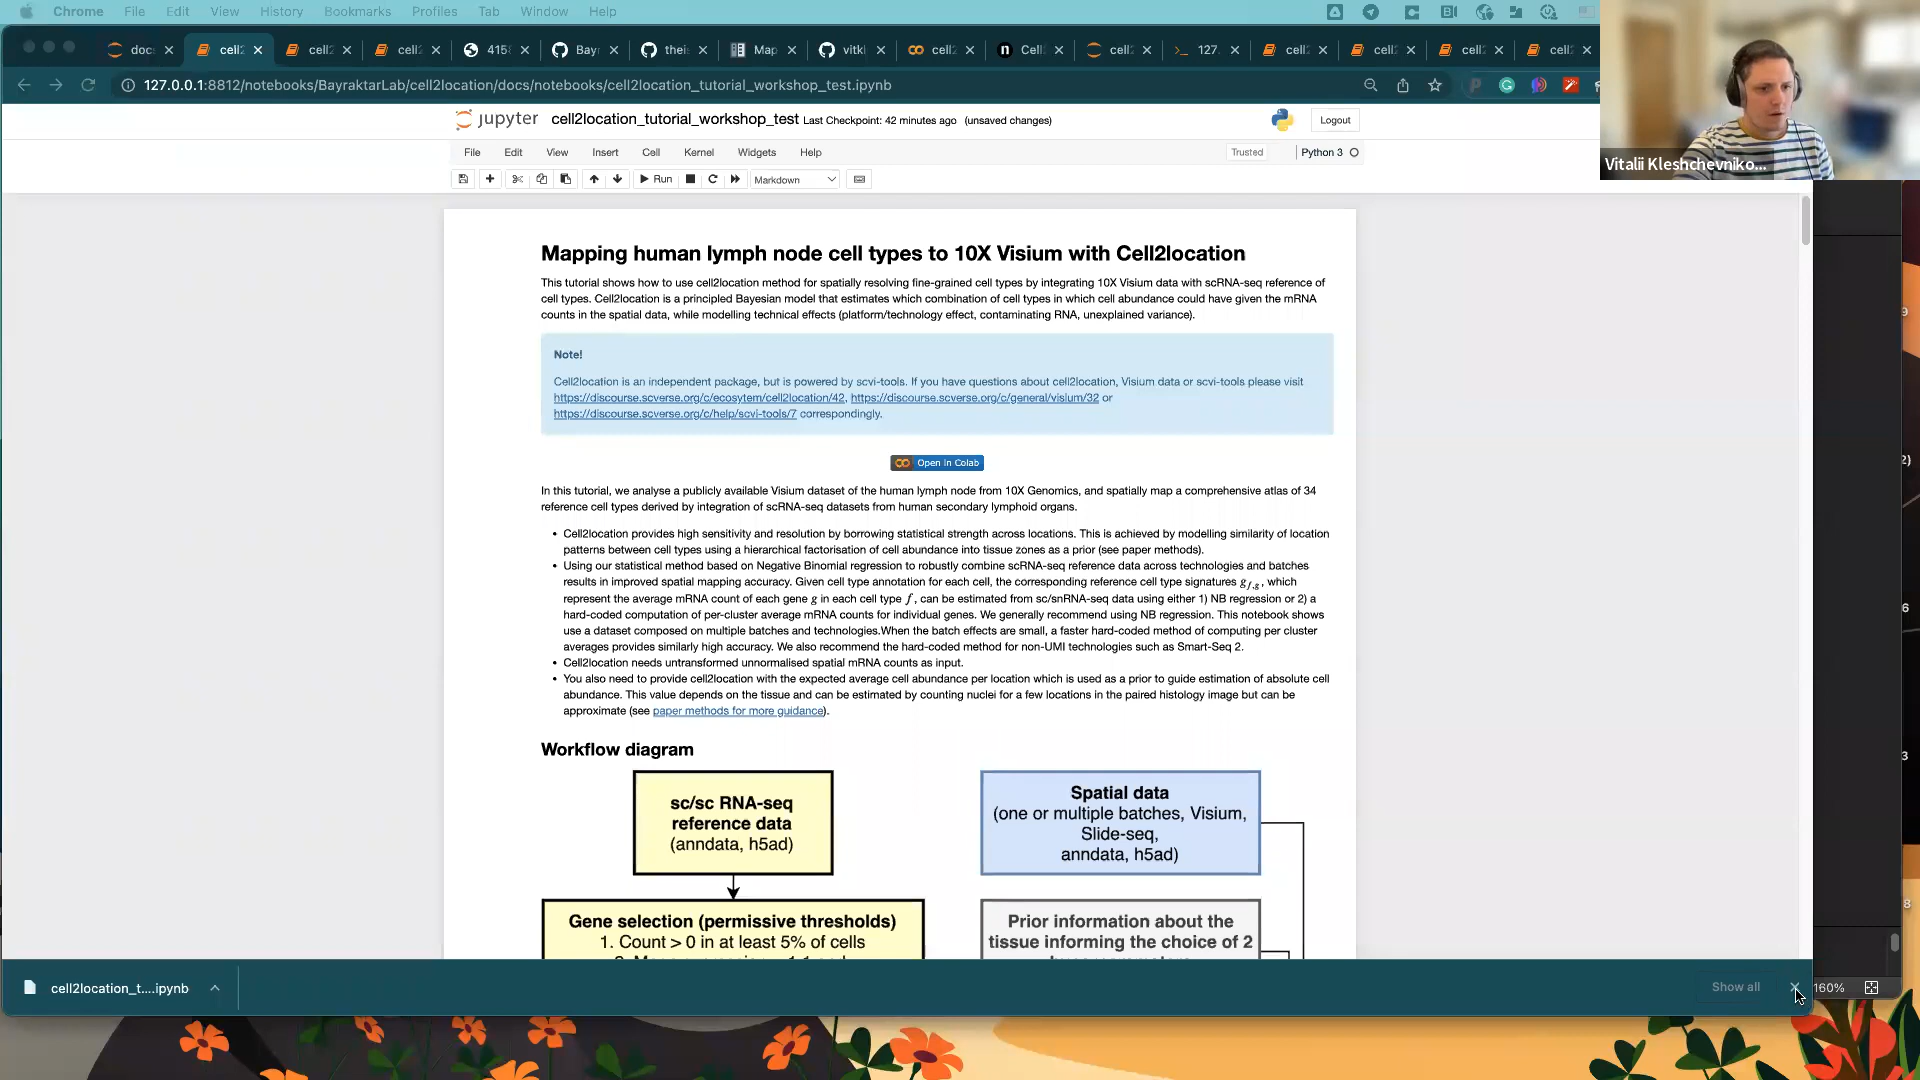 Chrome File Edit View History Bookmarks Profiles Tab Window Help
doc: cell2 cell2 cell2 415( Bayr theis Map vitkl cell2 Cell2 cell2 127. cell2 cell2 cell2 cell2
127.0.0.1:8812/notebooks/BayraktarLab/cell2location/docs/notebooks/cell2location_tutorial_workshop_test.ipynb
jupyter cell2location_tutorial_workshop_test Last Checkpoint: 42 minutes ago (unsaved changes) Logout
File Edit View Insert Cell Kernel Widgets Help Trusted Python 3
Run Markdown
Vitalii Kleshchevniko...
Mapping human lymph node cell types to 10X Visium with Cell2location
This tutorial shows how to use cell2location method for spatially resolving fine-grained cell types by integrating 10X Visium data with scRNA-seq reference of
cell types. Cell2location is a principled Bayesian model that estimates which combination of cell types in which cell abundance could have given the mRNA
counts in the spatial data, while modelling technical effects (platform/technology effect, contaminating RNA, unexplained variance).
Note!
Cell2location is an independent package, but is powered by scvi-tools. If you have questions about cell2location, Visium data or scvi-tools please visit
https://discourse.scverse.org/c/ecosytem/cell2location/42, https://discourse.scverse.org/c/general/visium/32 or
https://discourse.scverse.org/c/help/scvi-tools/7 correspondingly.
Open in Colab
In this tutorial, we analyse a publicly available Visium dataset of the human lymph node from 10X Genomics, and spatially map a comprehensive atlas of 34
reference cell types derived by integration of scRNA-seq datasets from human secondary lymphoid organs.
• Cell2location provides high sensitivity and resolution by borrowing statistical strength across locations. This is achieved by modelling similarity of location
patterns between cell types using a hierarchical factorisation of cell abundance into tissue zones as a prior (see paper methods).
• Using our statistical method based on Negative Binomial regression to robustly combine scRNA-seq reference data across technologies and batches
results in improved spatial mapping accuracy. Given cell type annotation for each cell, the corresponding reference cell type signatures g_{f,g}, which
represent the average mRNA count of each gene g in each cell type f, can be estimated from sc/snRNA-seq data using either 1) NB regression or 2) a
hard-coded computation of per-cluster average mRNA counts for individual genes. We generally recommend using NB regression. This notebook shows
use a dataset composed on multiple batches and technologies.When the batch effects are small, a faster hard-coded method of computing per cluster
averages provides similarly high accuracy. We also recommend the hard-coded method for non-UMI technologies such as Smart-Seq 2.
• Cell2location needs untransformed unnormalised spatial mRNA counts as input.
• You also need to provide cell2location with the expected average cell abundance per location which is used as a prior to guide estimation of absolute cell
abundance. This value depends on the tissue and can be estimated by counting nuclei for a few locations in the paired histology image but can be
approximate (see paper methods for more guidance).
Workflow diagram
sc/sc RNA-seq
reference data
(anndata, h5ad)
Spatial data
(one or multiple batches, Visium,
Slide-seq,
anndata, h5ad)
Gene selection (permissive thresholds)
1. Count > 0 in at least 5% of cells
Prior information about the
tissue informing the choice of 2
cell2location_t....ipynb Show all 160%